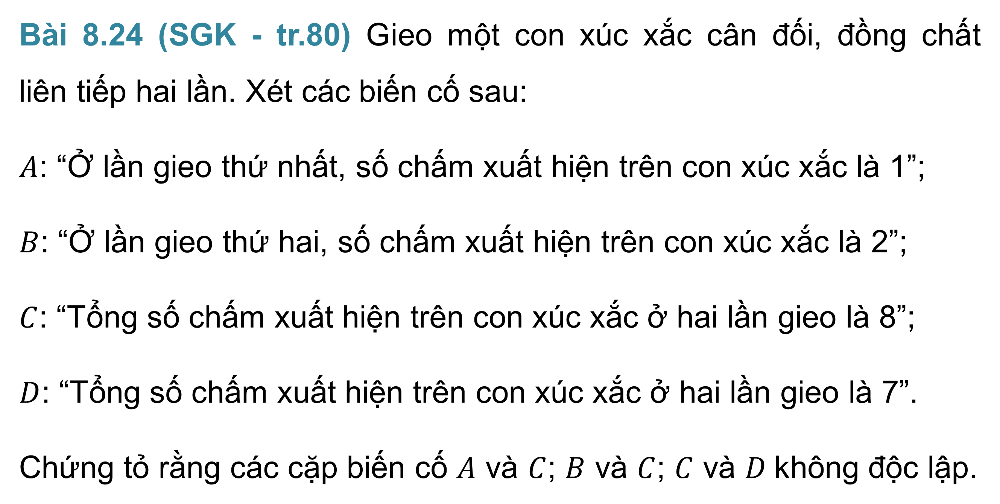 Bài 8.24 (SGK - tr.80) Gieo một con xúc xắc cân đối, đồng chất
liên tiếp hai lần. Xét các biến cố sau:
A: “Ở lần gieo thứ nhất, số chấm xuất hiện trên con xúc xắc là 1”;
B: “Ở lần gieo thứ hai, số chấm xuất hiện trên con xúc xắc là 2”;
C: “Tổng số chấm xuất hiện trên con xúc xắc ở hai lần gieo là 8”;
D: “Tổng số chấm xuất hiện trên con xúc xắc ở hai lần gieo là 7”.
Chứng tỏ rằng các cặp biến cố A và C; B và C; C và D không độc lập.